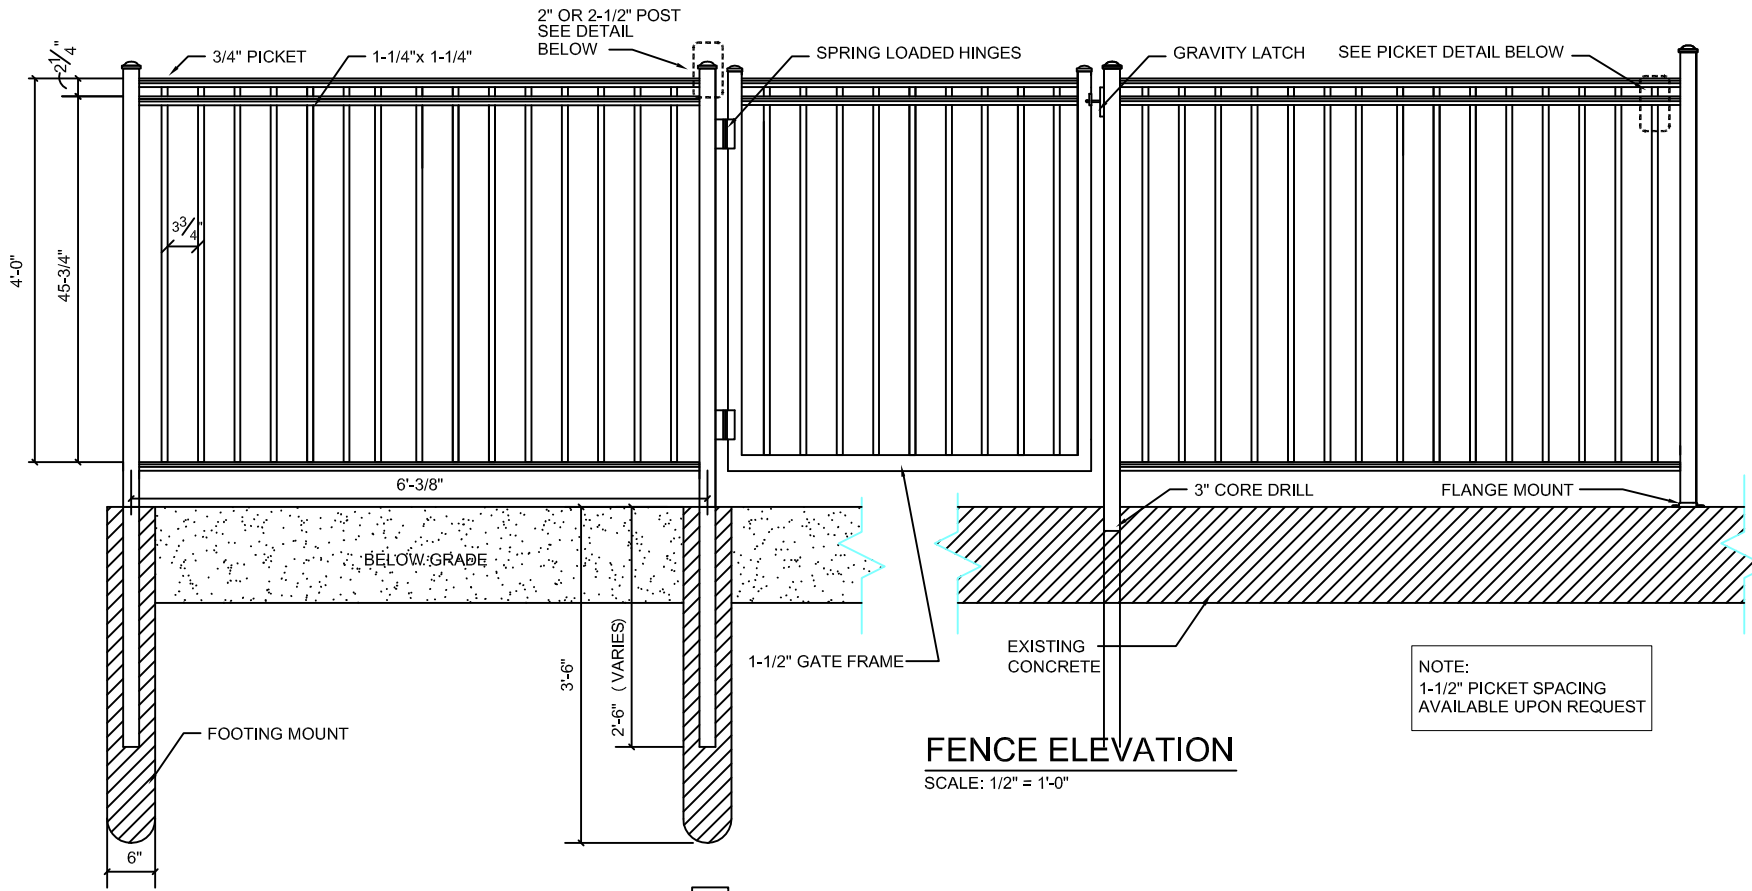 2" OR 2-1/2" POST
SEE DETAIL
BELOW
2 1/4"
3/4" PICKET
1-1/4"x 1-1/4"
SPRING LOADED HINGES
GRAVITY LATCH
SEE PICKET DETAIL BELOW
3 3/4"
4'-0"
45-3/4"
6'-3/8"
3" CORE DRILL
FLANGE MOUNT
BELOW GRADE
2'-6" ( VARIES)
3'-6"
1-1/2" GATE FRAME
EXISTING
CONCRETE
NOTE:
1-1/2" PICKET SPACING
AVAILABLE UPON REQUEST
FOOTING MOUNT
FENCE ELEVATION
SCALE: 1/2" = 1'-0"
6"